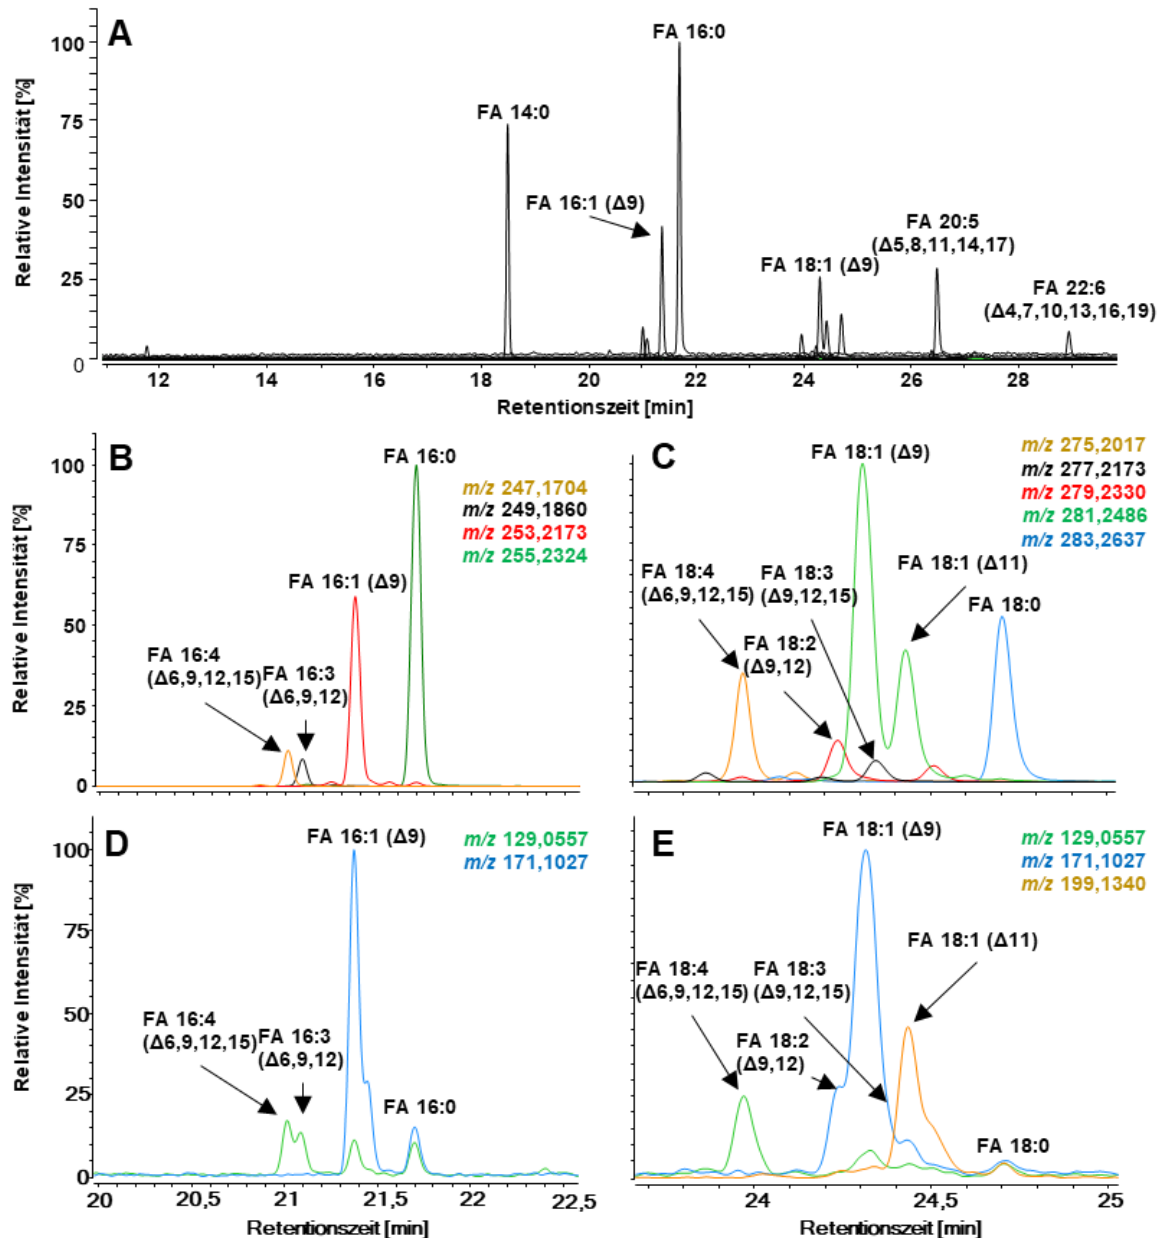 A
Relative Intensität [%]
100
75
50
25
0
FA 14:0
FA 16:1 (Δ9)
FA 16:0
FA 18:1 (Δ9)
FA 20:5
(Δ5,8,11,14,17)
FA 22:6
(Δ4,7,10,13,16,19)
12 14 16 18 20 22 24 26 28
Retentionszeit [min]
B
Relative Intensität [%]
100
75
50
25
0
FA 16:0
m/z 247,1704
m/z 249,1860
m/z 253,2173
m/z 255,2324
FA 16:1 (Δ9)
FA 16:4
(Δ6,9,12,15)
FA 16:3
(Δ6,9,12)
C
FA 18:1 (Δ9)
m/z 275,2017
m/z 277,2173
m/z 279,2330
m/z 281,2486
m/z 283,2637
FA 18:4
(Δ6,9,12,15)
FA 18:3
(Δ9,12,15)
FA 18:1 (Δ11)
FA 18:0
FA 18:2
(Δ9,12)
D
Relative Intensität [%]
100
75
50
25
0
FA 16:1 (Δ9)
m/z 129,0557
m/z 171,1027
FA 16:4
(Δ6,9,12,15)
FA 16:3
(Δ6,9,12)
FA 16:0
20 20,5 21 21,5 22 22,5
Retentionszeit [min]
E
FA 18:1 (Δ9)
m/z 129,0557
m/z 171,1027
m/z 199,1340
FA 18:1 (Δ11)
FA 18:4
(Δ6,9,12,15)
FA 18:3
(Δ9,12,15)
FA 18:2
(Δ9,12)
FA 18:0
24 24,5 25
Retentionszeit [min]